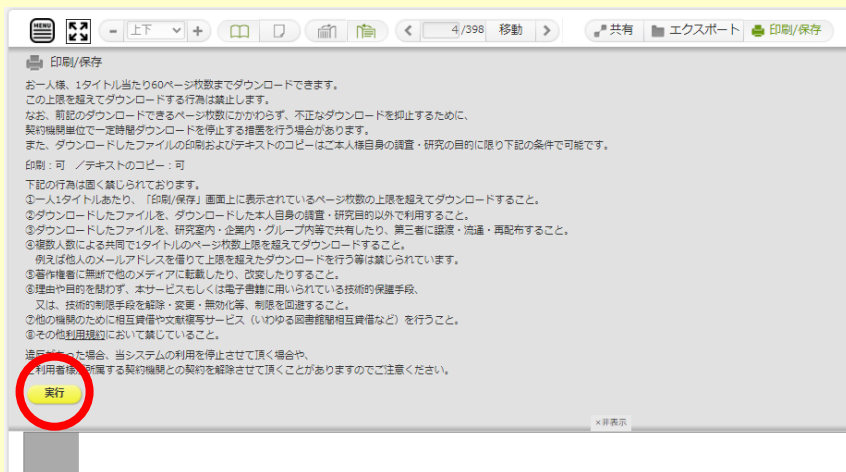 MENU - 上下 + 4/398 移動 共有 エクスポート 印刷/保存
印刷/保存
お一人様、1タイトル当たり60ページ枚数までダウンロードできます。
この上限を超えてダウンロードする行為は禁止します。
なお、前記のダウンロードできるページ枚数にかかわらず、不正なダウンロードを抑止するために、
契約機関単位で一定時間ダウンロードを停止する措置を行う場合があります。
また、ダウンロードしたファイルの印刷およびテキストのコピーはご本人様自身の調査・研究の目的に限り下記の条件で可能です。
印刷：可 ／テキストのコピー：可
下記の行為は固く禁じられております。
①一人1タイトルあたり、「印刷/保存」画面上に表示されているページ枚数の上限を超えてダウンロードすること。
②ダウンロードしたファイルを、ダウンロードした本人自身の調査・研究目的以外で利用すること。
③ダウンロードしたファイルを、研究室内・企業内・グループ内等で共有したり、第三者に譲渡・流通・再配布すること。
④複数人数による共同で1タイトルのページ枚数上限を超えてダウンロードすること。
例えば他人のメールアドレスを借りて上限を超えたダウンロードを行う等は禁じられています。
⑤著作権者に無断で他のメディアに転載したり、改変したりすること。
⑥理由や目的を問わず、本サービスもしくは電子書籍に用いられている技術的保護手段、
又は、技術的制限手段を解除・変更・無効化等、制限を回避すること。
⑦他の機関のために相互貸借や文献複写サービス（いわゆる図書館間相互貸借など）を行うこと。
⑧その他利用規約において禁じていること。
違反があった場合、当システムの利用を停止させて頂く場合や、
ご利用者様が所属する契約機関との契約を解除させて頂くことがありますのでご注意ください。
実行
×非表示